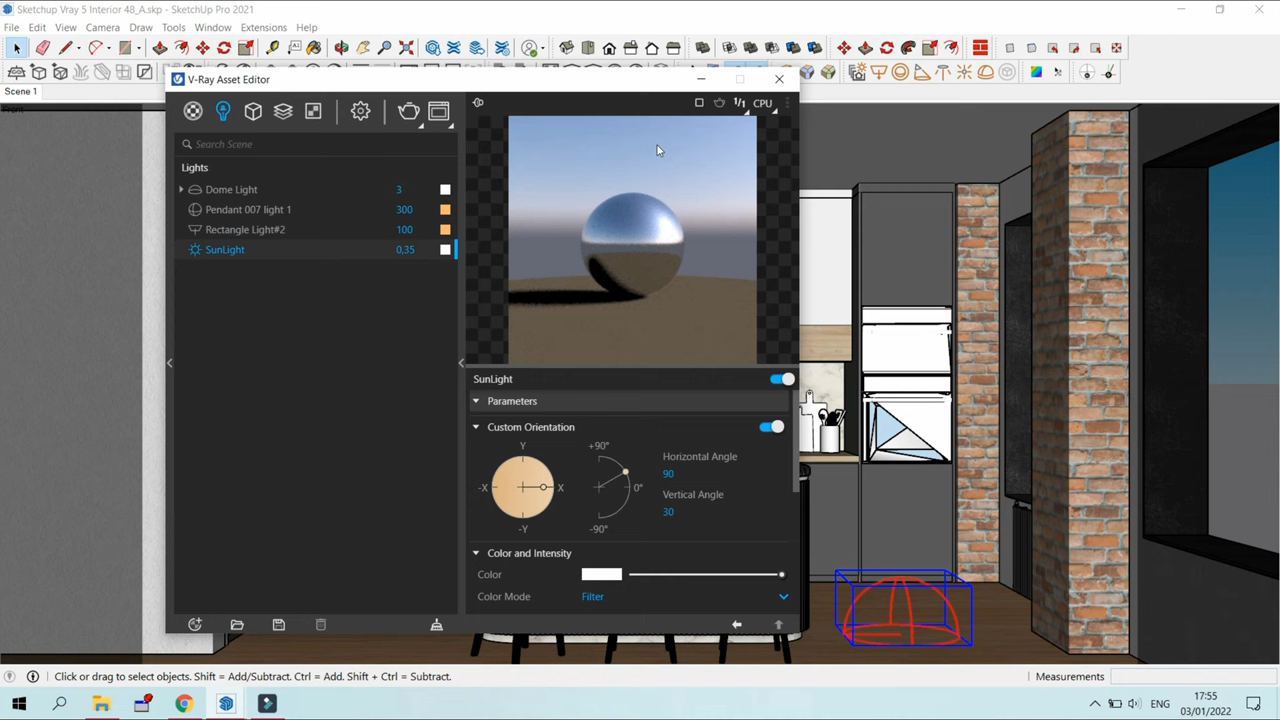 Sketchup Vray 5 Interior 48_A.skp - SketchUp Pro 2021
File Edit View Camera Draw Tools Window Extensions Help
Scene 1
Front
V-Ray Asset Editor
1/1 CPU
Search Scene
Lights
Dome Light 3
Pendant 007 light 1 300
Rectangle Light#2 100
SunLight 0,35
SunLight
Parameters
Custom Orientation
Y +90°
Horizontal Angle
90
-X X 0°
Vertical Angle
30
-Y -90°
Color and Intensity
Color
Color Mode Filter
Click or drag to select objects. Shift = Add/Subtract. Ctrl = Add. Shift + Ctrl = Subtract.
Measurements
ENG
17:55
03/01/2022